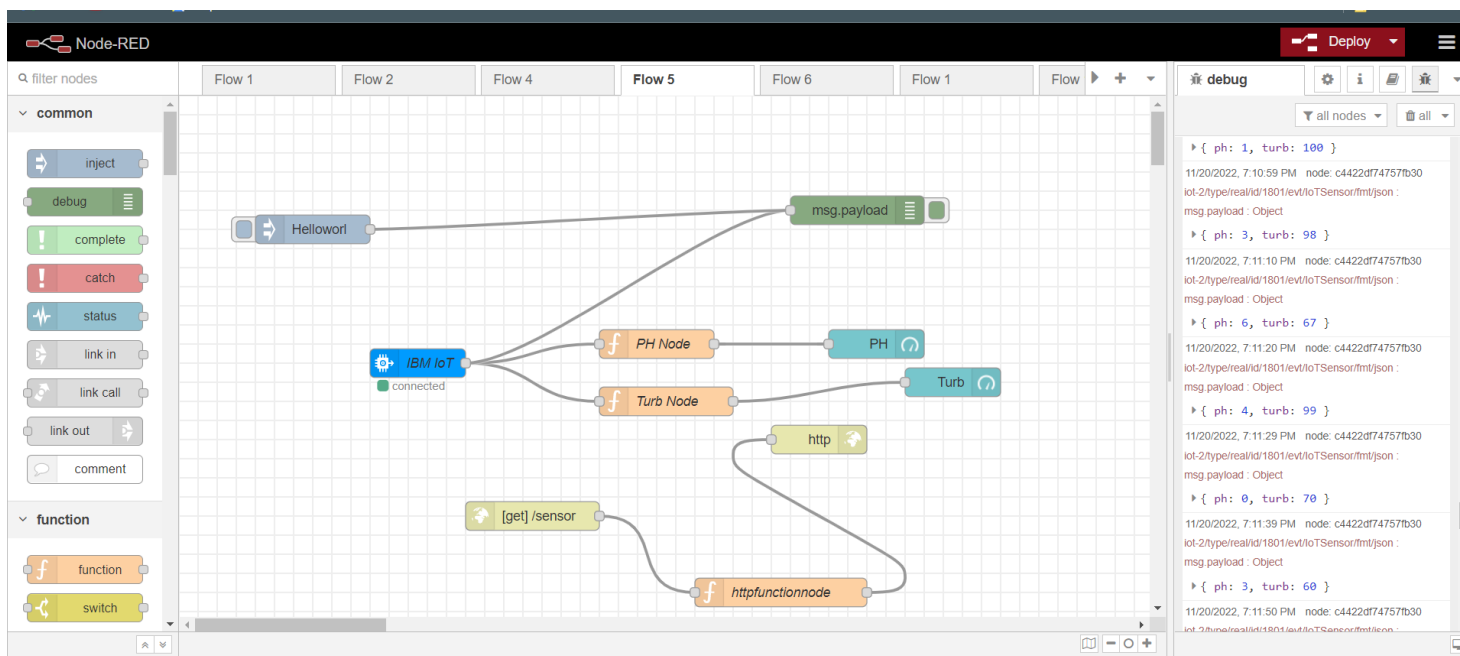 Node-RED
Deploy
filter nodes
Flow 1
Flow 2
Flow 4
Flow 5
Flow 6
Flow 1
Flow
debug
common
all nodes
all
inject
debug
complete
catch
status
link in
link call
link out
comment
function
function
switch
Helloworl
msg.payload
IBM IoT
connected
PH Node
PH
Turb Node
Turb
http
[get] /sensor
httpfunctionnode
{ ph: 1, turb: 100 }
11/20/2022, 7:10:59 PM node: c4422df74757fb30
iot-2/type/real/id/1801/evt/IoTSensor/fmt/json :
msg.payload : Object
{ ph: 3, turb: 98 }
11/20/2022, 7:11:10 PM node: c4422df74757fb30
iot-2/type/real/id/1801/evt/IoTSensor/fmt/json :
msg.payload : Object
{ ph: 6, turb: 67 }
11/20/2022, 7:11:20 PM node: c4422df74757fb30
iot-2/type/real/id/1801/evt/IoTSensor/fmt/json :
msg.payload : Object
{ ph: 4, turb: 99 }
11/20/2022, 7:11:29 PM node: c4422df74757fb30
iot-2/type/real/id/1801/evt/IoTSensor/fmt/json :
msg.payload : Object
{ ph: 0, turb: 70 }
11/20/2022, 7:11:39 PM node: c4422df74757fb30
iot-2/type/real/id/1801/evt/IoTSensor/fmt/json :
msg.payload : Object
{ ph: 3, turb: 60 }
11/20/2022, 7:11:50 PM node: c4422df74757fb30
iot-2/type/real/id/1801/evt/IoTSensor/fmt/json :